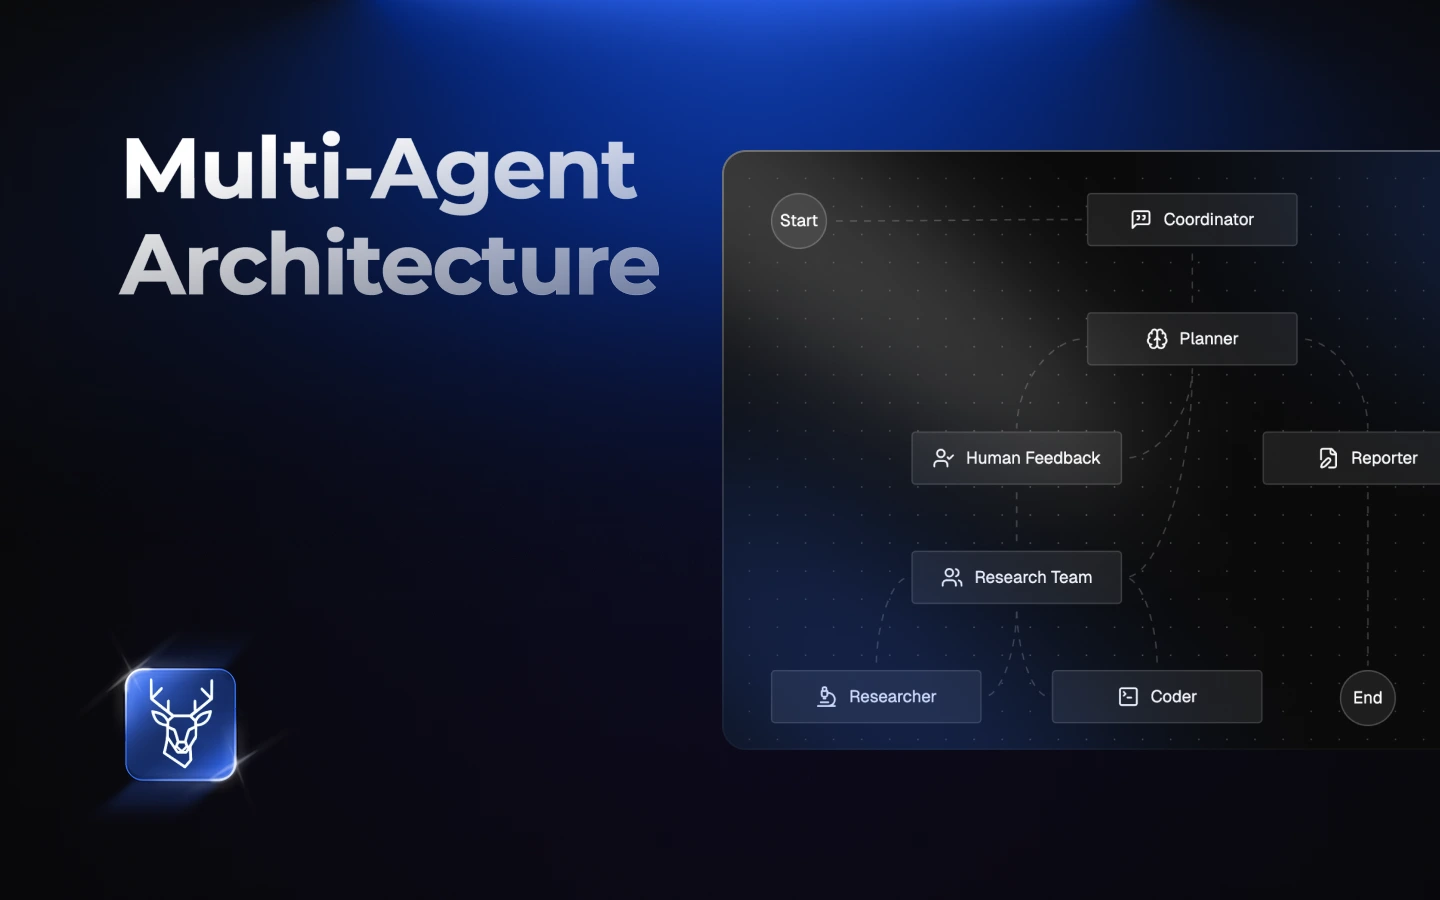 Multi-Agent
Architecture
Start
Coordinator
Planner
Human Feedback
Reporter
Research Team
Researcher
Coder
End